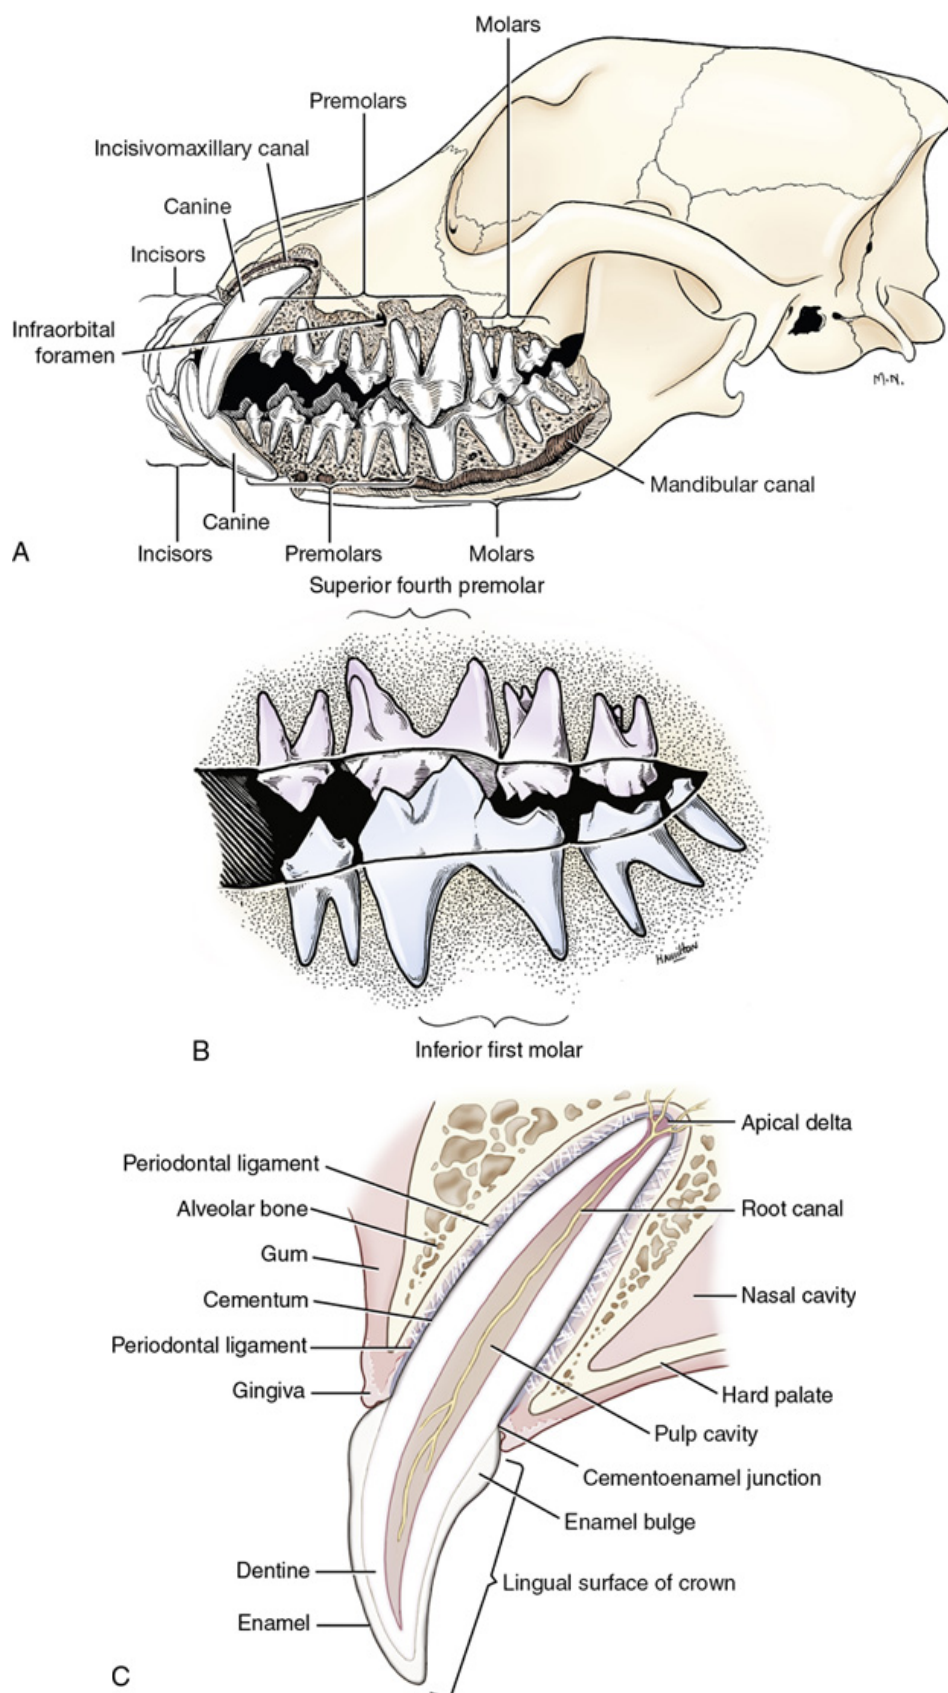 Molars
Premolars
Incisivomaxillary canal
Canine
Incisors
Infraorbital
foramen
M.N.
Mandibular canal
Canine
Incisors
Premolars
Molars
A
Superior fourth premolar
HAMILTON
B
Inferior first molar
Apical delta
Periodontal ligament
Alveolar bone
Root canal
Gum
Nasal cavity
Cementum
Periodontal ligament
Gingiva
Hard palate
Pulp cavity
Cementoenamel junction
Enamel bulge
Dentine
Lingual surface of crown
Enamel
C